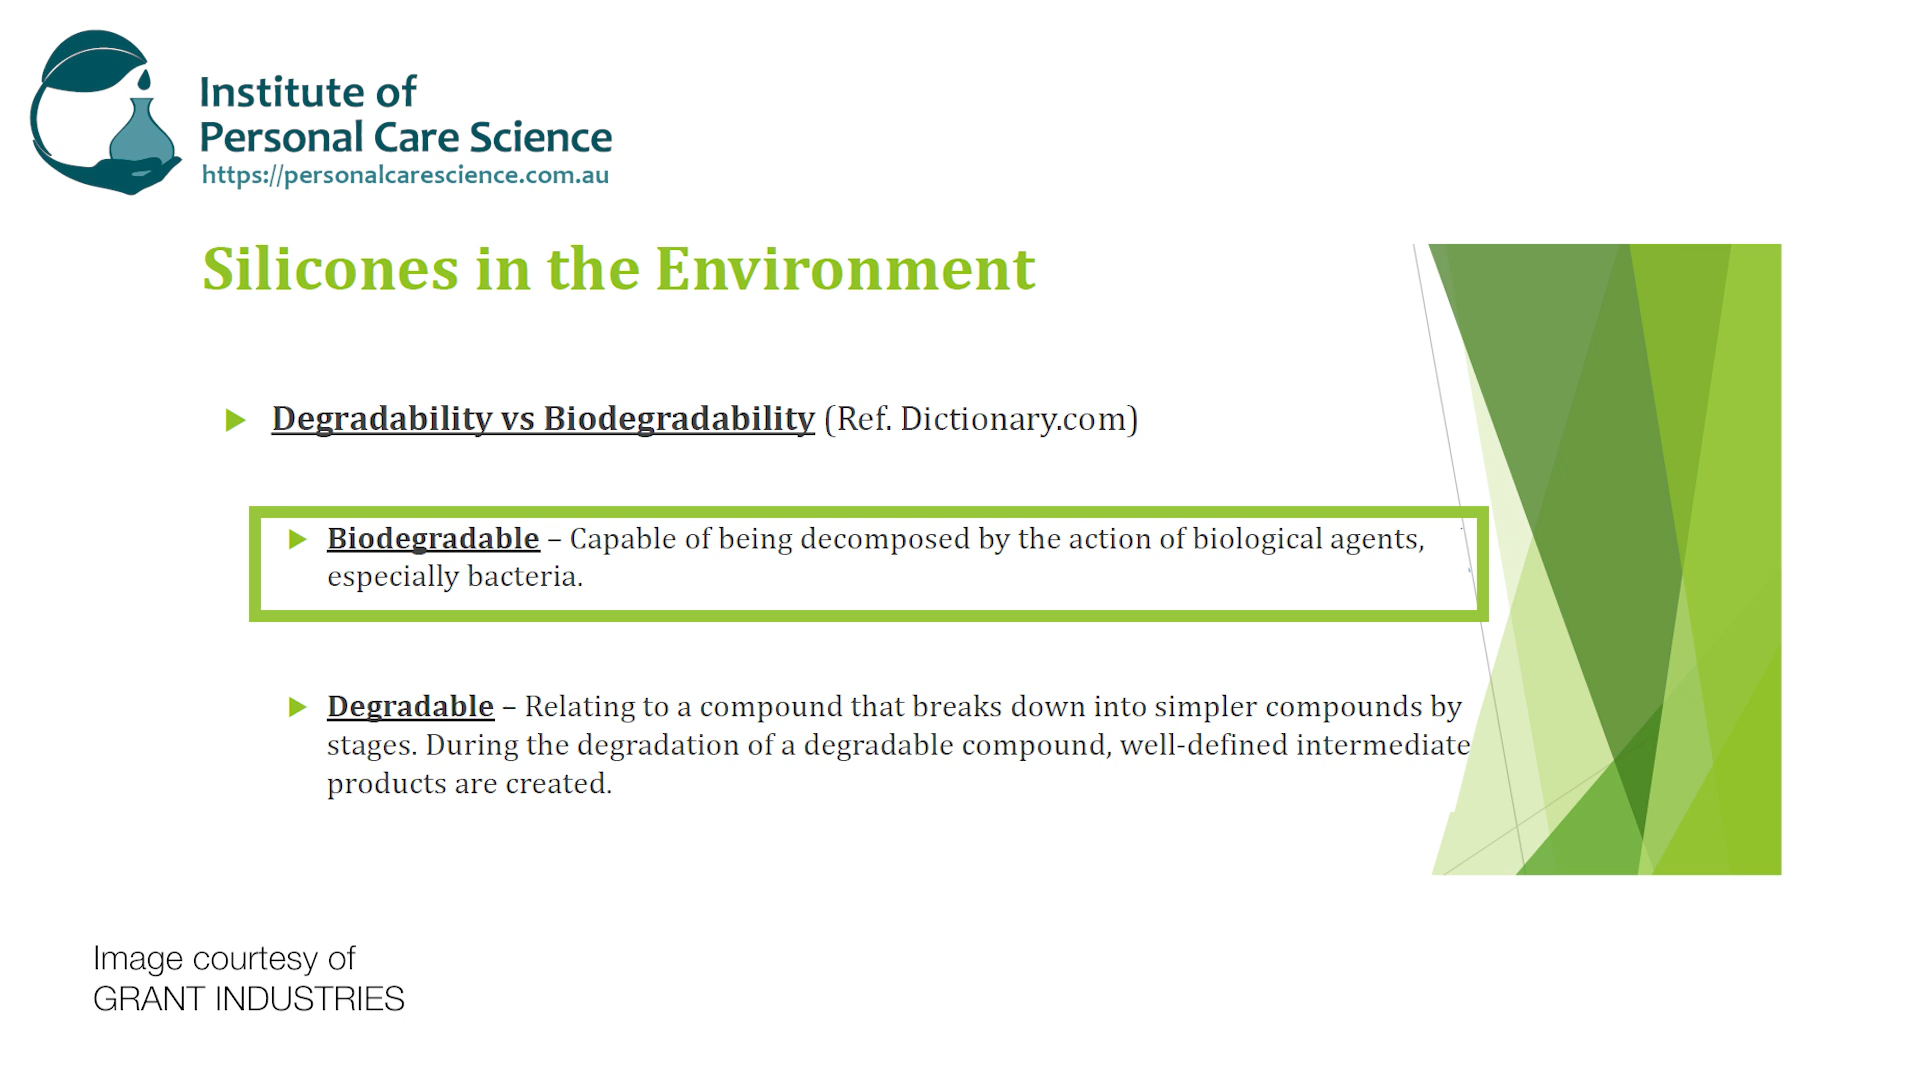 Institute of
Personal Care Science
https://personalcarescience.com.au
Silicones in the Environment
Degradability vs Biodegradability (Ref. Dictionary.com)
Biodegradable – Capable of being decomposed by the action of biological agents,
especially bacteria.
Degradable – Relating to a compound that breaks down into simpler compounds by
stages. During the degradation of a degradable compound, well-defined intermediate
products are created.
Image courtesy of
GRANT INDUSTRIES